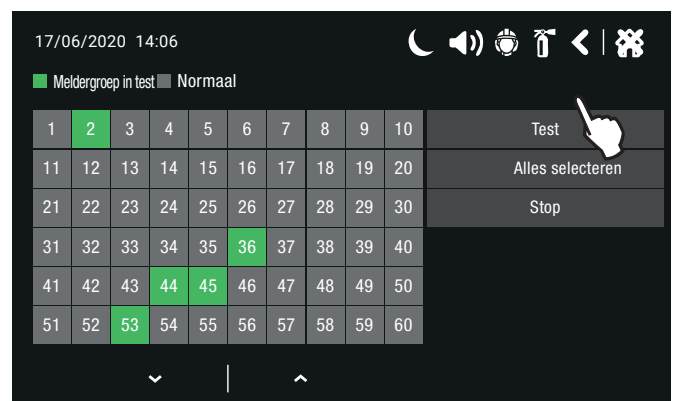 17/06/2020 14:06
Meldergroep in test Normaal
1 2 3 4 5 6 7 8 9 10 Test
11 12 13 14 15 16 17 18 19 20 Alles selecteren
21 22 23 24 25 26 27 28 29 30 Stop
31 32 33 34 35 36 37 38 39 40
41 42 43 44 45 46 47 48 49 50
51 52 53 54 55 56 57 58 59 60